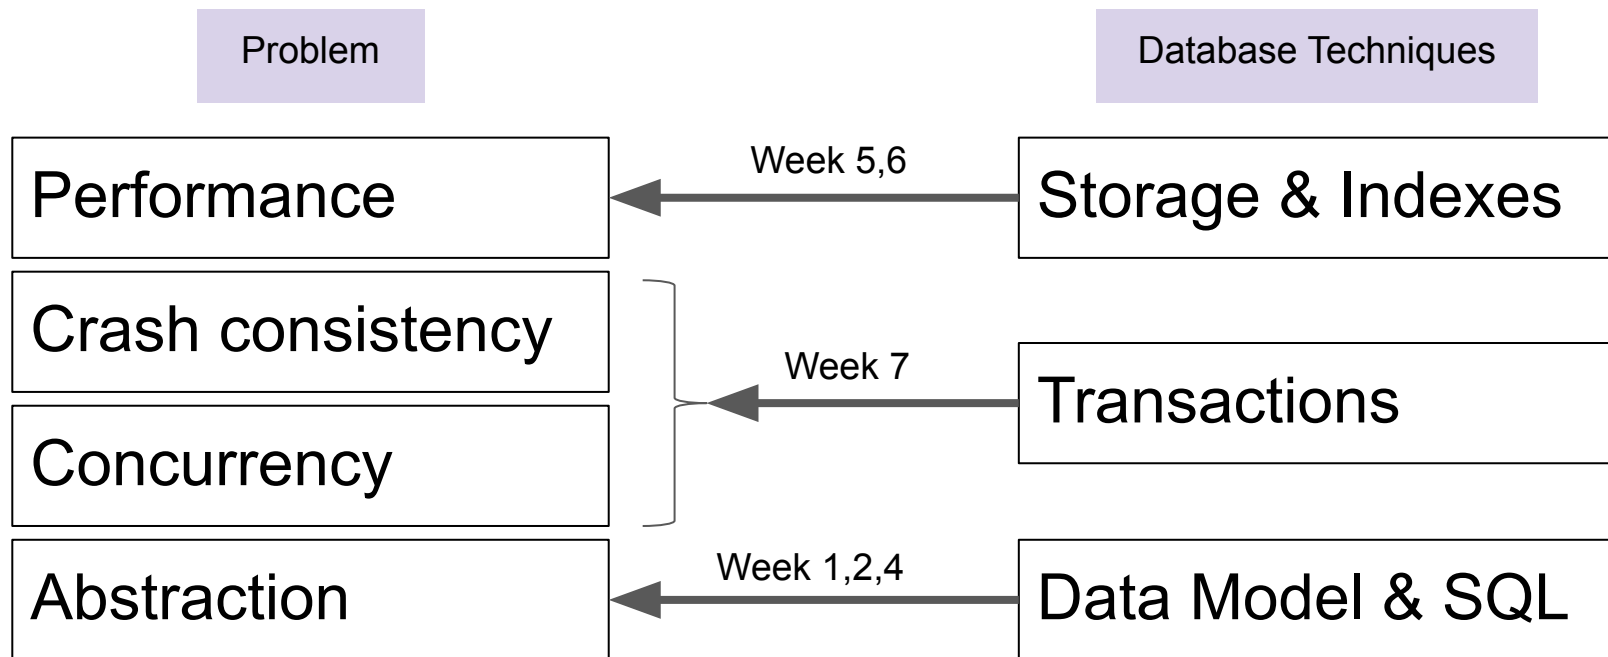 Problem
Database Techniques
Performance
Week 5,6
Storage & Indexes
Crash consistency
Week 7
Transactions
Concurrency
Abstraction
Week 1,2,4
Data Model & SQL